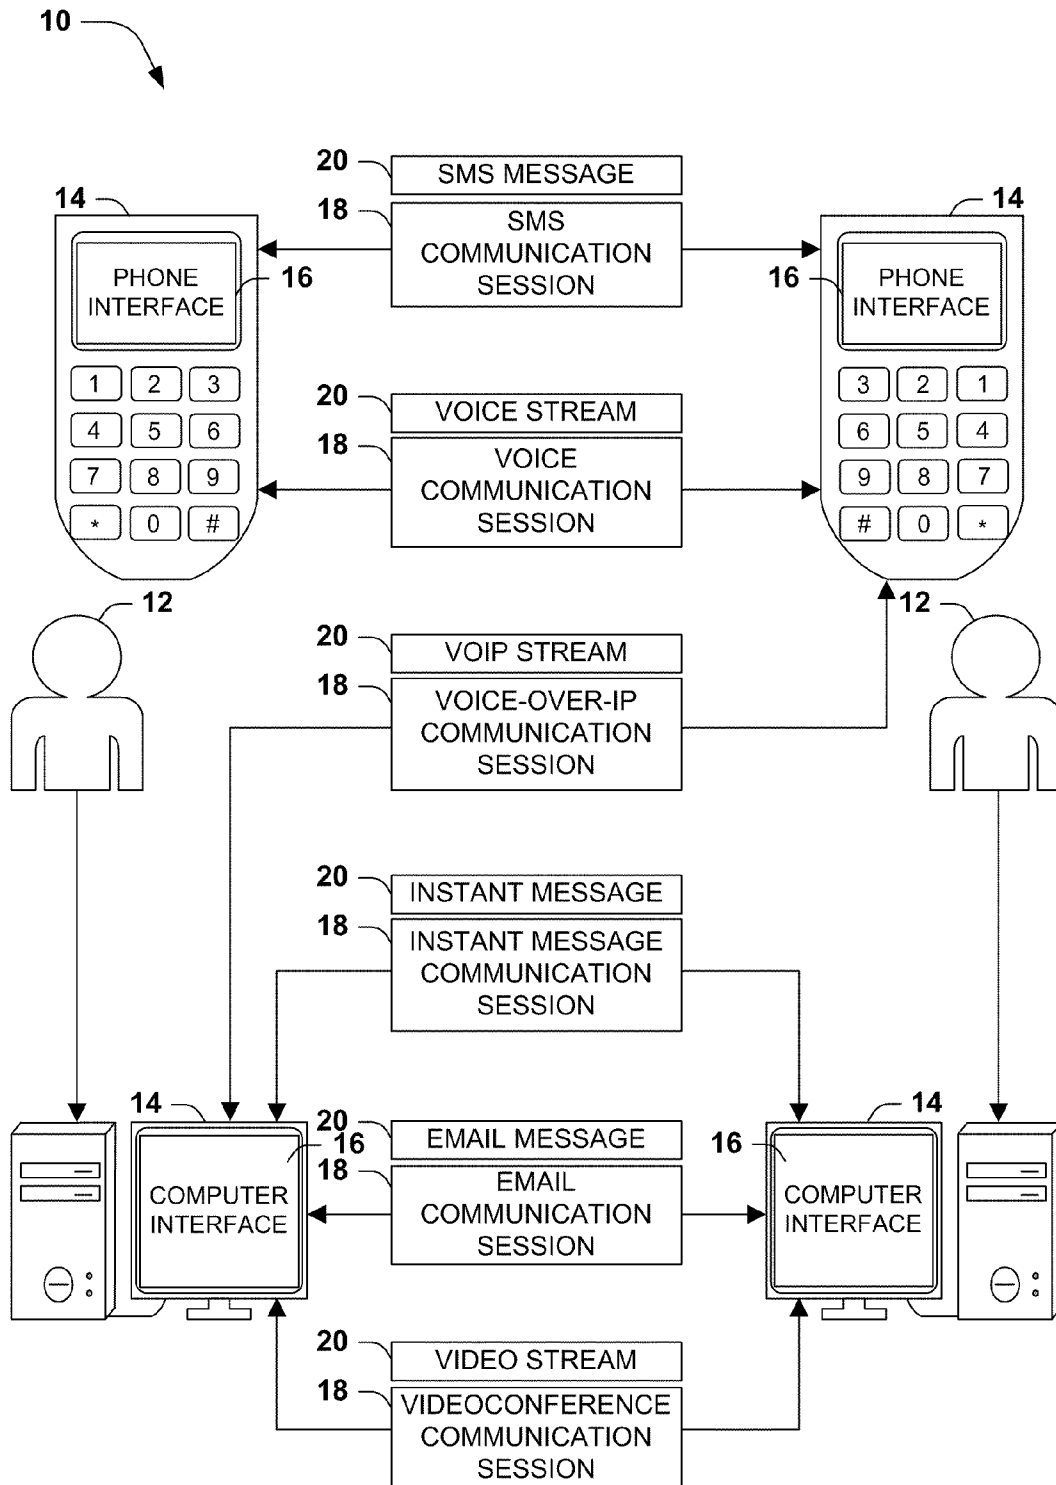 10
20
SMS MESSAGE
14
18
SMS
COMMUNICATION
SESSION
14
PHONE
INTERFACE
16
16
PHONE
INTERFACE
1 2 3
4 5 6
7 8 9
* 0 #
20
VOICE STREAM
18
VOICE
COMMUNICATION
SESSION
3 2 1
6 5 4
9 8 7
# 0 *
12
12
20
VOIP STREAM
18
VOICE-OVER-IP
COMMUNICATION
SESSION
20
INSTANT MESSAGE
18
INSTANT MESSAGE
COMMUNICATION
SESSION
14
16
COMPUTER
INTERFACE
20
EMAIL MESSAGE
18
EMAIL
COMMUNICATION
SESSION
14
16
COMPUTER
INTERFACE
20
VIDEO STREAM
18
VIDEOCONFERENCE
COMMUNICATION
SESSION